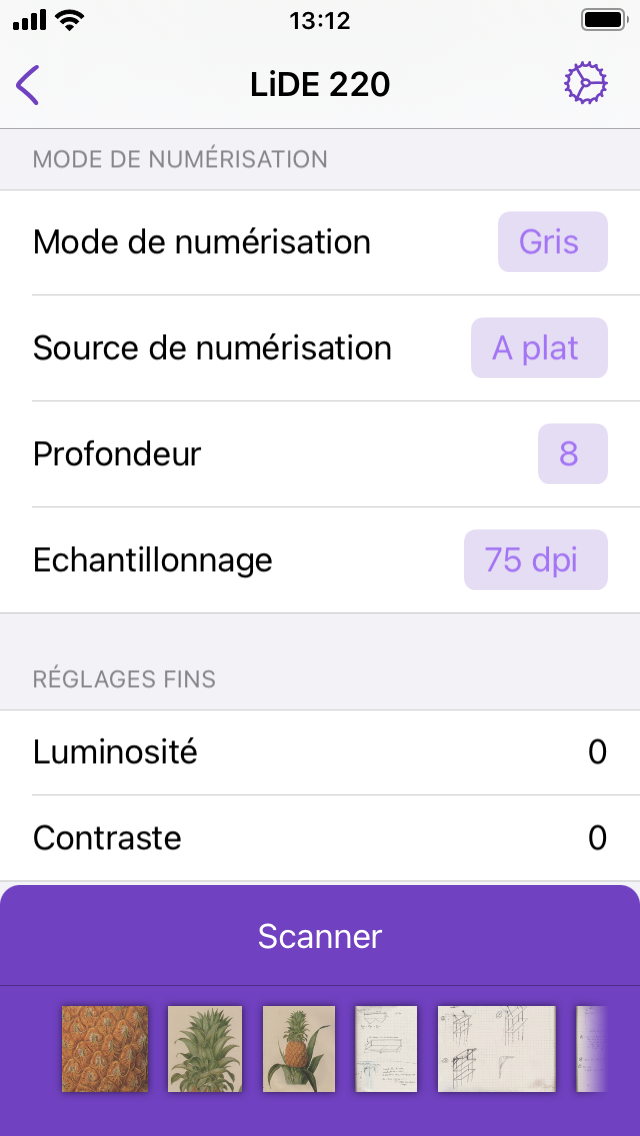 13:12
LiDE 220
MODE DE NUMÉRISATION
Mode de numérisation Gris
Source de numérisation A plat
Profondeur 8
Echantillonnage 75 dpi
RÉGLAGES FINS
Luminosité 0
Contraste 0
Scanner